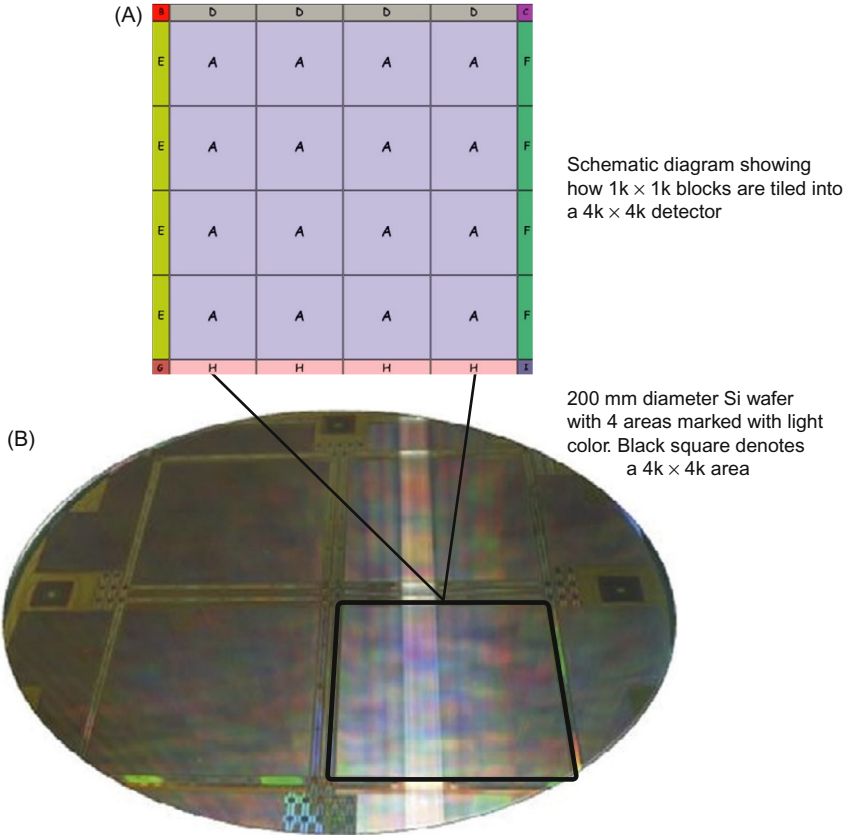 (A)
B D D D D C
E A A A A F
E A A A A F
E A A A A F
E A A A A F
G H H H H I
Schematic diagram showing
how 1k × 1k blocks are tiled into
a 4k × 4k detector
200 mm diameter Si wafer
with 4 areas marked with light
color. Black square denotes
a 4k × 4k area
(B)